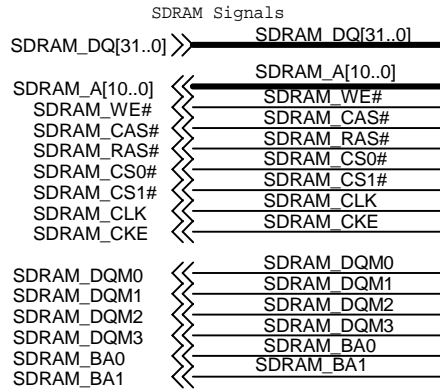 SDRAM Signals
SDRAM_DQ[31..0] SDRAM_DQ[31..0]
SDRAM_A[10..0] SDRAM_A[10..0]
SDRAM_WE# SDRAM_WE#
SDRAM_CAS# SDRAM_CAS#
SDRAM_RAS# SDRAM_RAS#
SDRAM_CS0# SDRAM_CS0#
SDRAM_CS1# SDRAM_CS1#
SDRAM_CLK SDRAM_CLK
SDRAM_CKE SDRAM_CKE
SDRAM_DQM0 SDRAM_DQM0
SDRAM_DQM1 SDRAM_DQM1
SDRAM_DQM2 SDRAM_DQM2
SDRAM_DQM3 SDRAM_DQM3
SDRAM_BA0 SDRAM_BA0
SDRAM_BA1 SDRAM_BA1